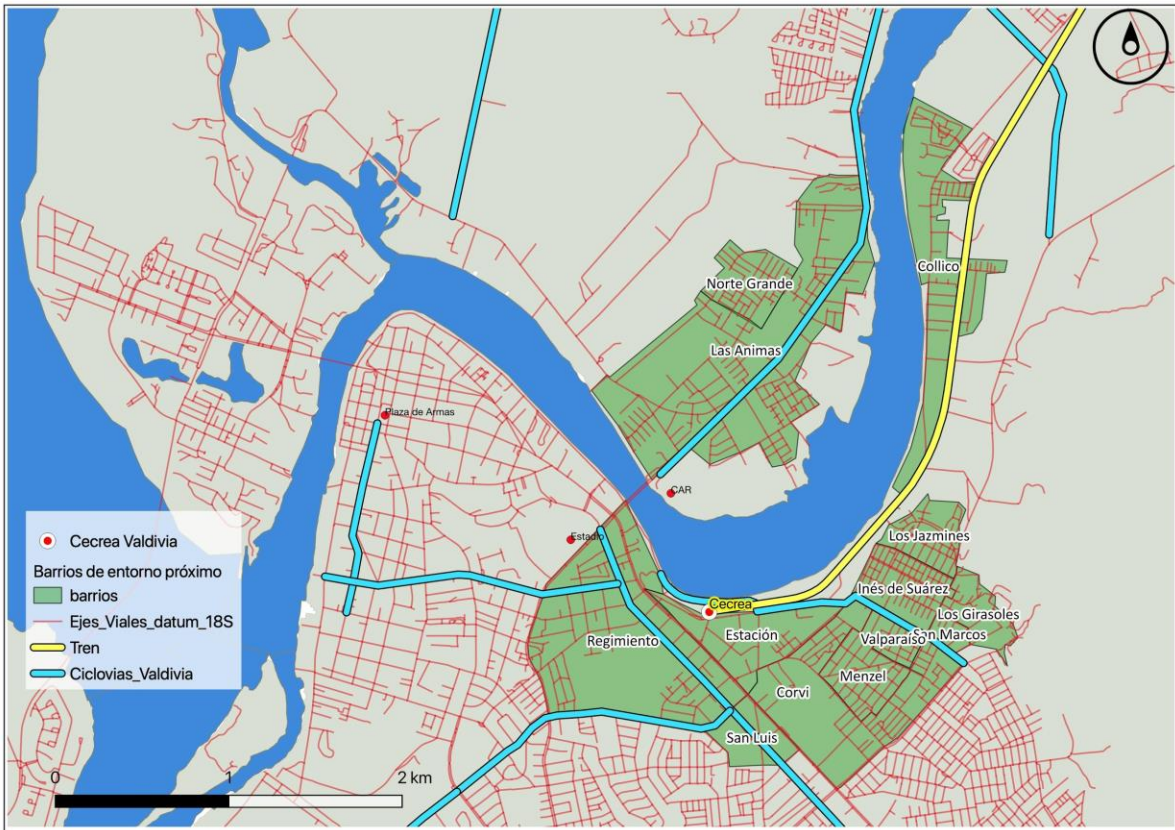 Norte Grande
Collico
Las Animas
Plaza de Armas
CAR
Estadio
Los Jazmines
Inés de Suárez
Cecrea
Los Girasoles
Estación
Regimiento
Valparaíso
San Marcos
Menzel
Corvi
San Luis
Cecrea Valdivia
Barrios de entorno próximo
barrios
Ejes_Viales_datum_18S
Tren
Ciclovias_Valdivia
0 1 2 km